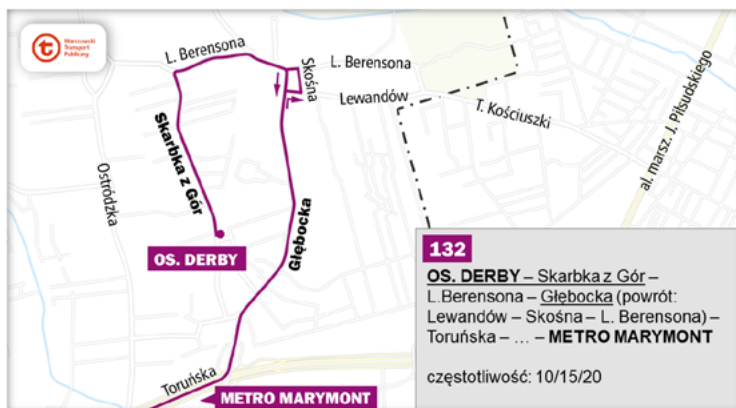 Warszawski
Transport
Publiczny
L. Berensona
Skośna
L. Berensona
Lewandów
T. Kościuszki
al. marsz. J. Piłsudskiego
Skarbka z Gór
Ostródzka
Głębocka
OS. DERBY
Toruńska
METRO MARYMONT
132
OS. DERBY – Skarbka z Gór –
L.Berensona – Głębocka (powrót:
Lewandów – Skośna – L. Berensona) –
Toruńska – ... – METRO MARYMONT
częstotliwość: 10/15/20